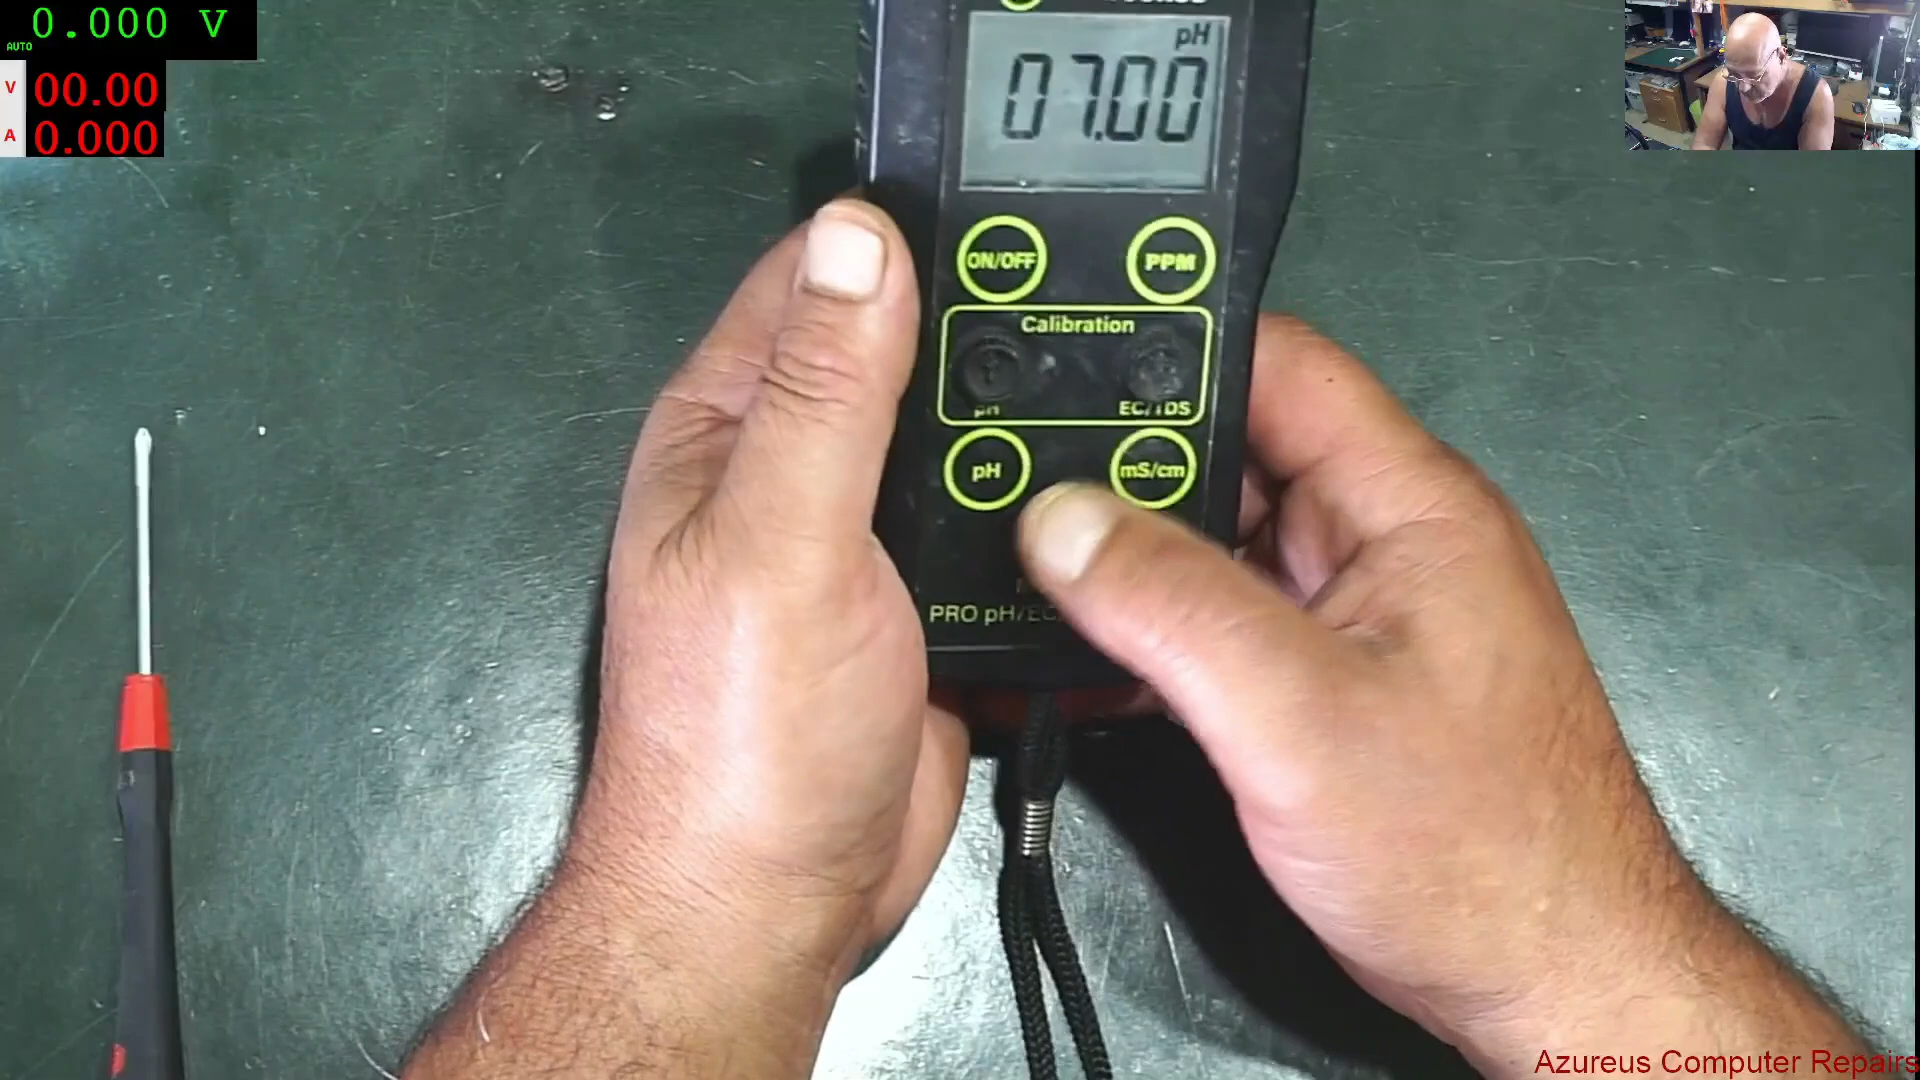 0.000 V
AUTO
V 00.00
A 0.000
pH
07.00
ON/OFF
PPM
Calibration
pH
EC/TDS
pH
mS/cm
PRO pH/EC
Azureus Computer Repairs